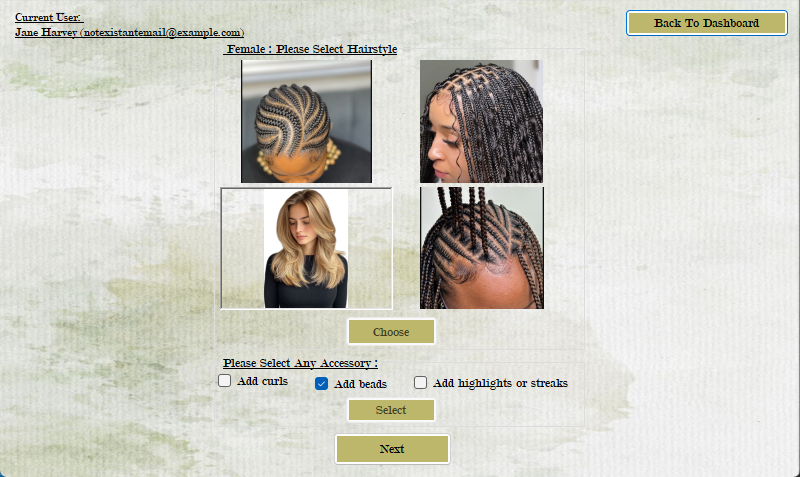 Current User:
Jane Harvey (notexistantemail@example.com)
Back To Dashboard
Female : Please Select Hairstyle
Choose
Please Select Any Accessory :
Add curls
Add beads
Add highlights or streaks
Select
Next